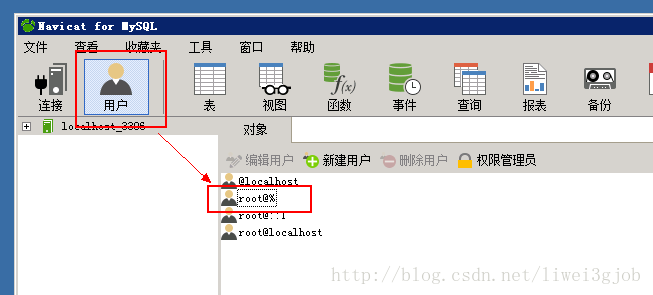 Navicat for MySQL
文件 查看 收藏夹 工具 窗口 帮助
连接 用户 表 视图 函数 事件 查询 报表 备份
localhost_3306 对象
编辑用户 新建用户 删除用户 权限管理员
@localhost
root@%
root@::1
root@localhost
http://blog.csdn.net/liwei3gjob